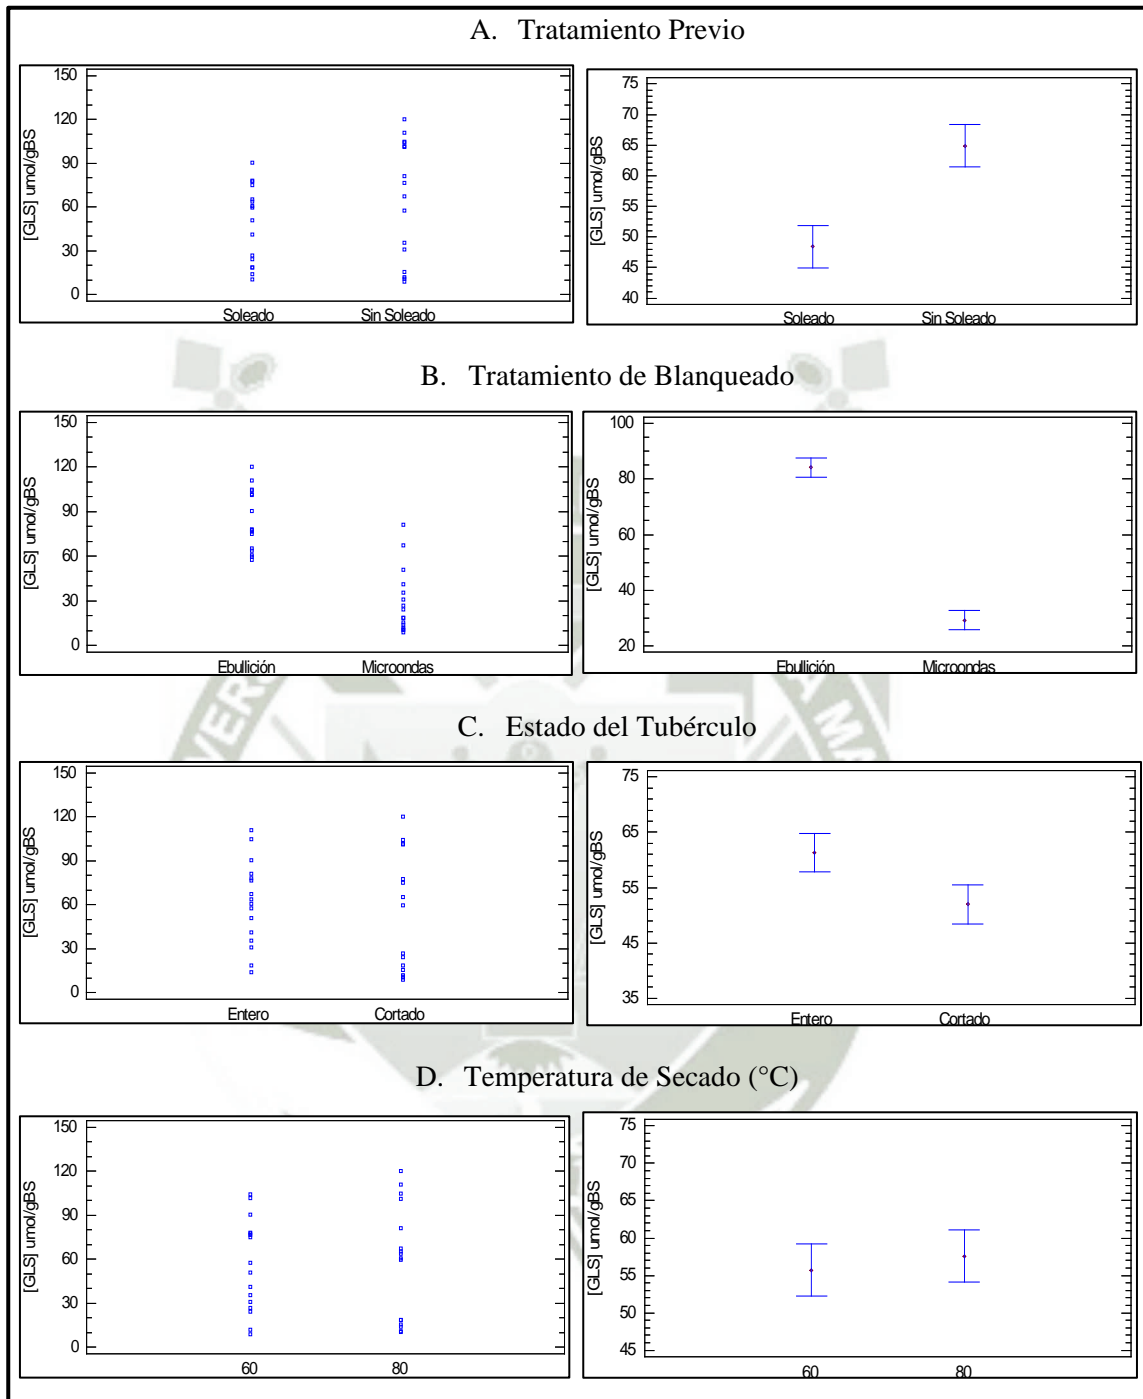 A. Tratamiento Previo
[GLS] umol/gBS
150
120
90
60
30
0
Soleado Sin Soleado
[GLS] umol/gBS
75
70
65
60
55
50
45
40
Soleado Sin Soleado
B. Tratamiento de Blanqueado
[GLS] umol/gBS
150
120
90
60
30
0
Ebullición Microondas
[GLS] umol/gBS
100
80
60
40
20
Ebullición Microondas
C. Estado del Tubérculo
[GLS] umol/gBS
150
120
90
60
30
0
Entero Cortado
[GLS] umol/gBS
75
65
55
45
35
Entero Cortado
D. Temperatura de Secado (°C)
[GLS] umol/gBS
150
120
90
60
30
0
60 80
[GLS] umol/gBS
75
70
65
60
55
50
45
60 80